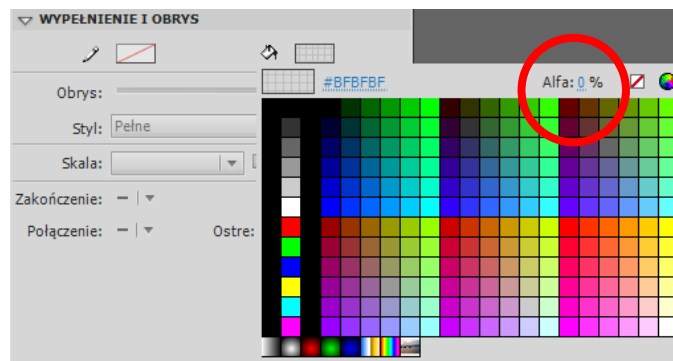 WYPEŁNIENIE I OBRYS
#BFBFBF Alfa: 0 %
Obrys:
Styl: Pełne
Skala:
Zakończenie:
Połączenie: Ostre: